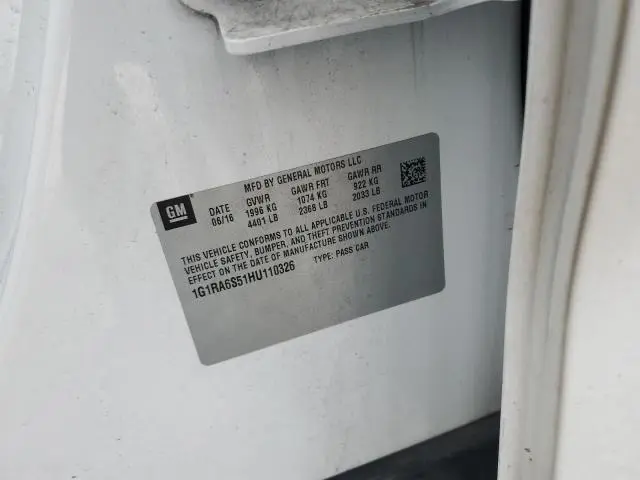 MFD BY GENERAL MOTORS LLC
GM
DATE GVWR GAWR FRT GAWR RR
06/16 1996 KG 1074 KG 922 KG
4401 LB 2368 LB 2033 LB
THIS VEHICLE CONFORMS TO ALL APPLICABLE U.S. FEDERAL MOTOR
VEHICLE SAFETY, BUMPER, AND THEFT PREVENTION STANDARDS IN
EFFECT ON THE DATE OF MANUFACTURE SHOWN ABOVE.
1G1RA6S51HU110326 TYPE: PASS CAR